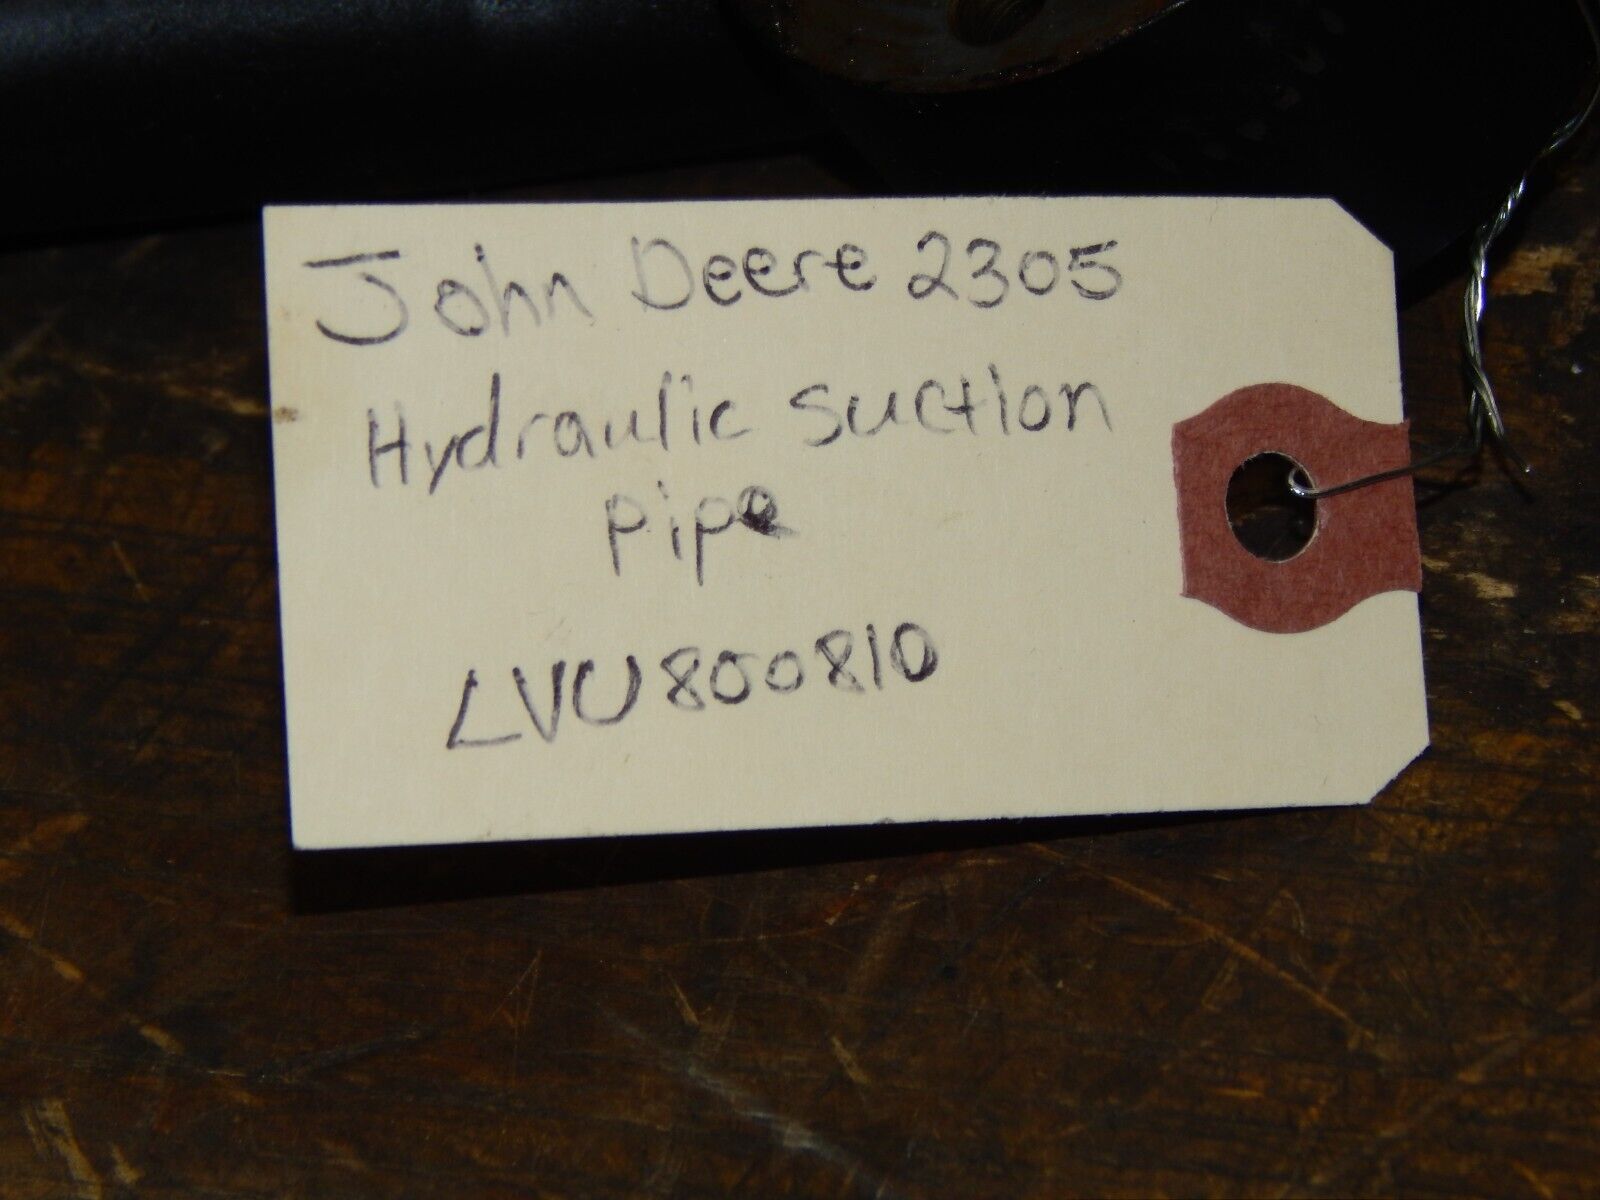 John Deere 2305
Hydraulic suction
pipe
LVU800810